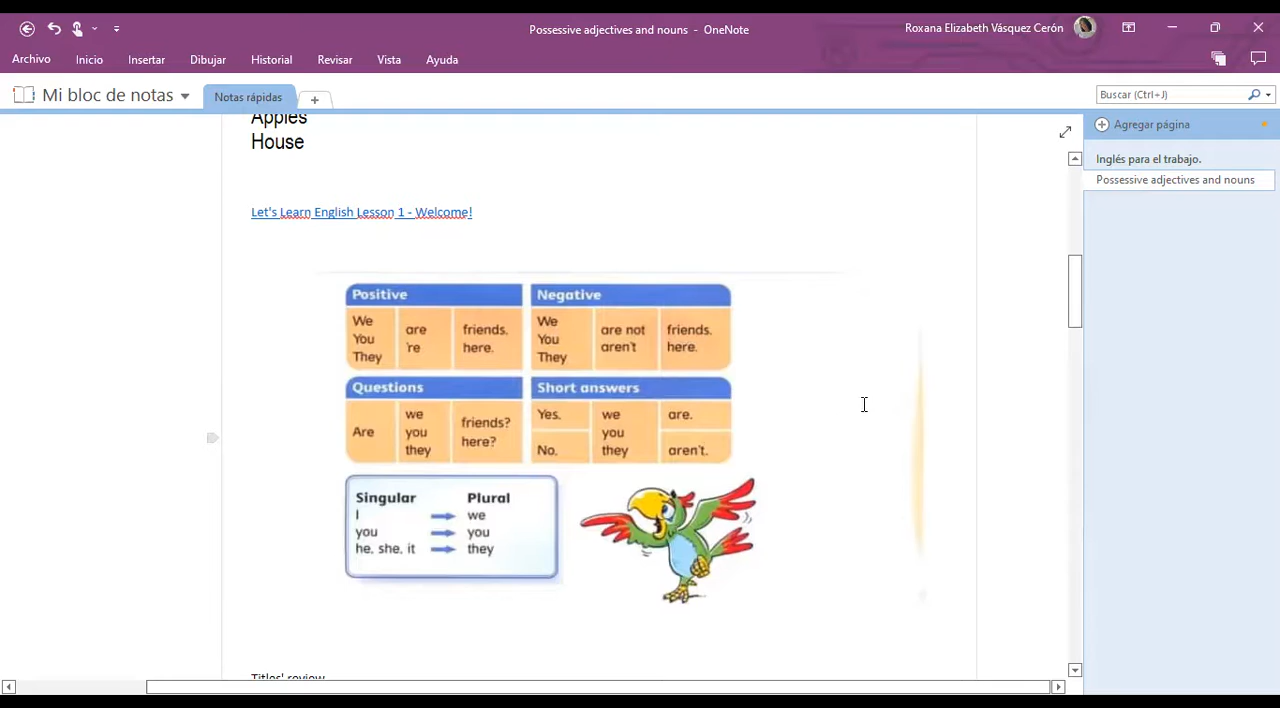 Possessive adjectives and nouns - OneNote
Roxana Elizabeth Vásquez Cerón
Archivo Inicio Insertar Dibujar Historial Revisar Vista Ayuda
Mi bloc de notas
Notas rápidas
+
Buscar (Ctrl+J)
Agregar página
Inglés para el trabajo.
Possessive adjectives and nouns
Apples
House
Let's Learn English Lesson 1 - Welcome!
Positive
We
You
They
are
're
friends.
here.
Negative
We
You
They
are not
aren't
friends.
here.
Questions
Are
we
you
they
friends?
here?
Short answers
Yes,
No,
we
you
they
are.
aren't.
Singular Plural
I we
you you
he, she, it they
Titles' review